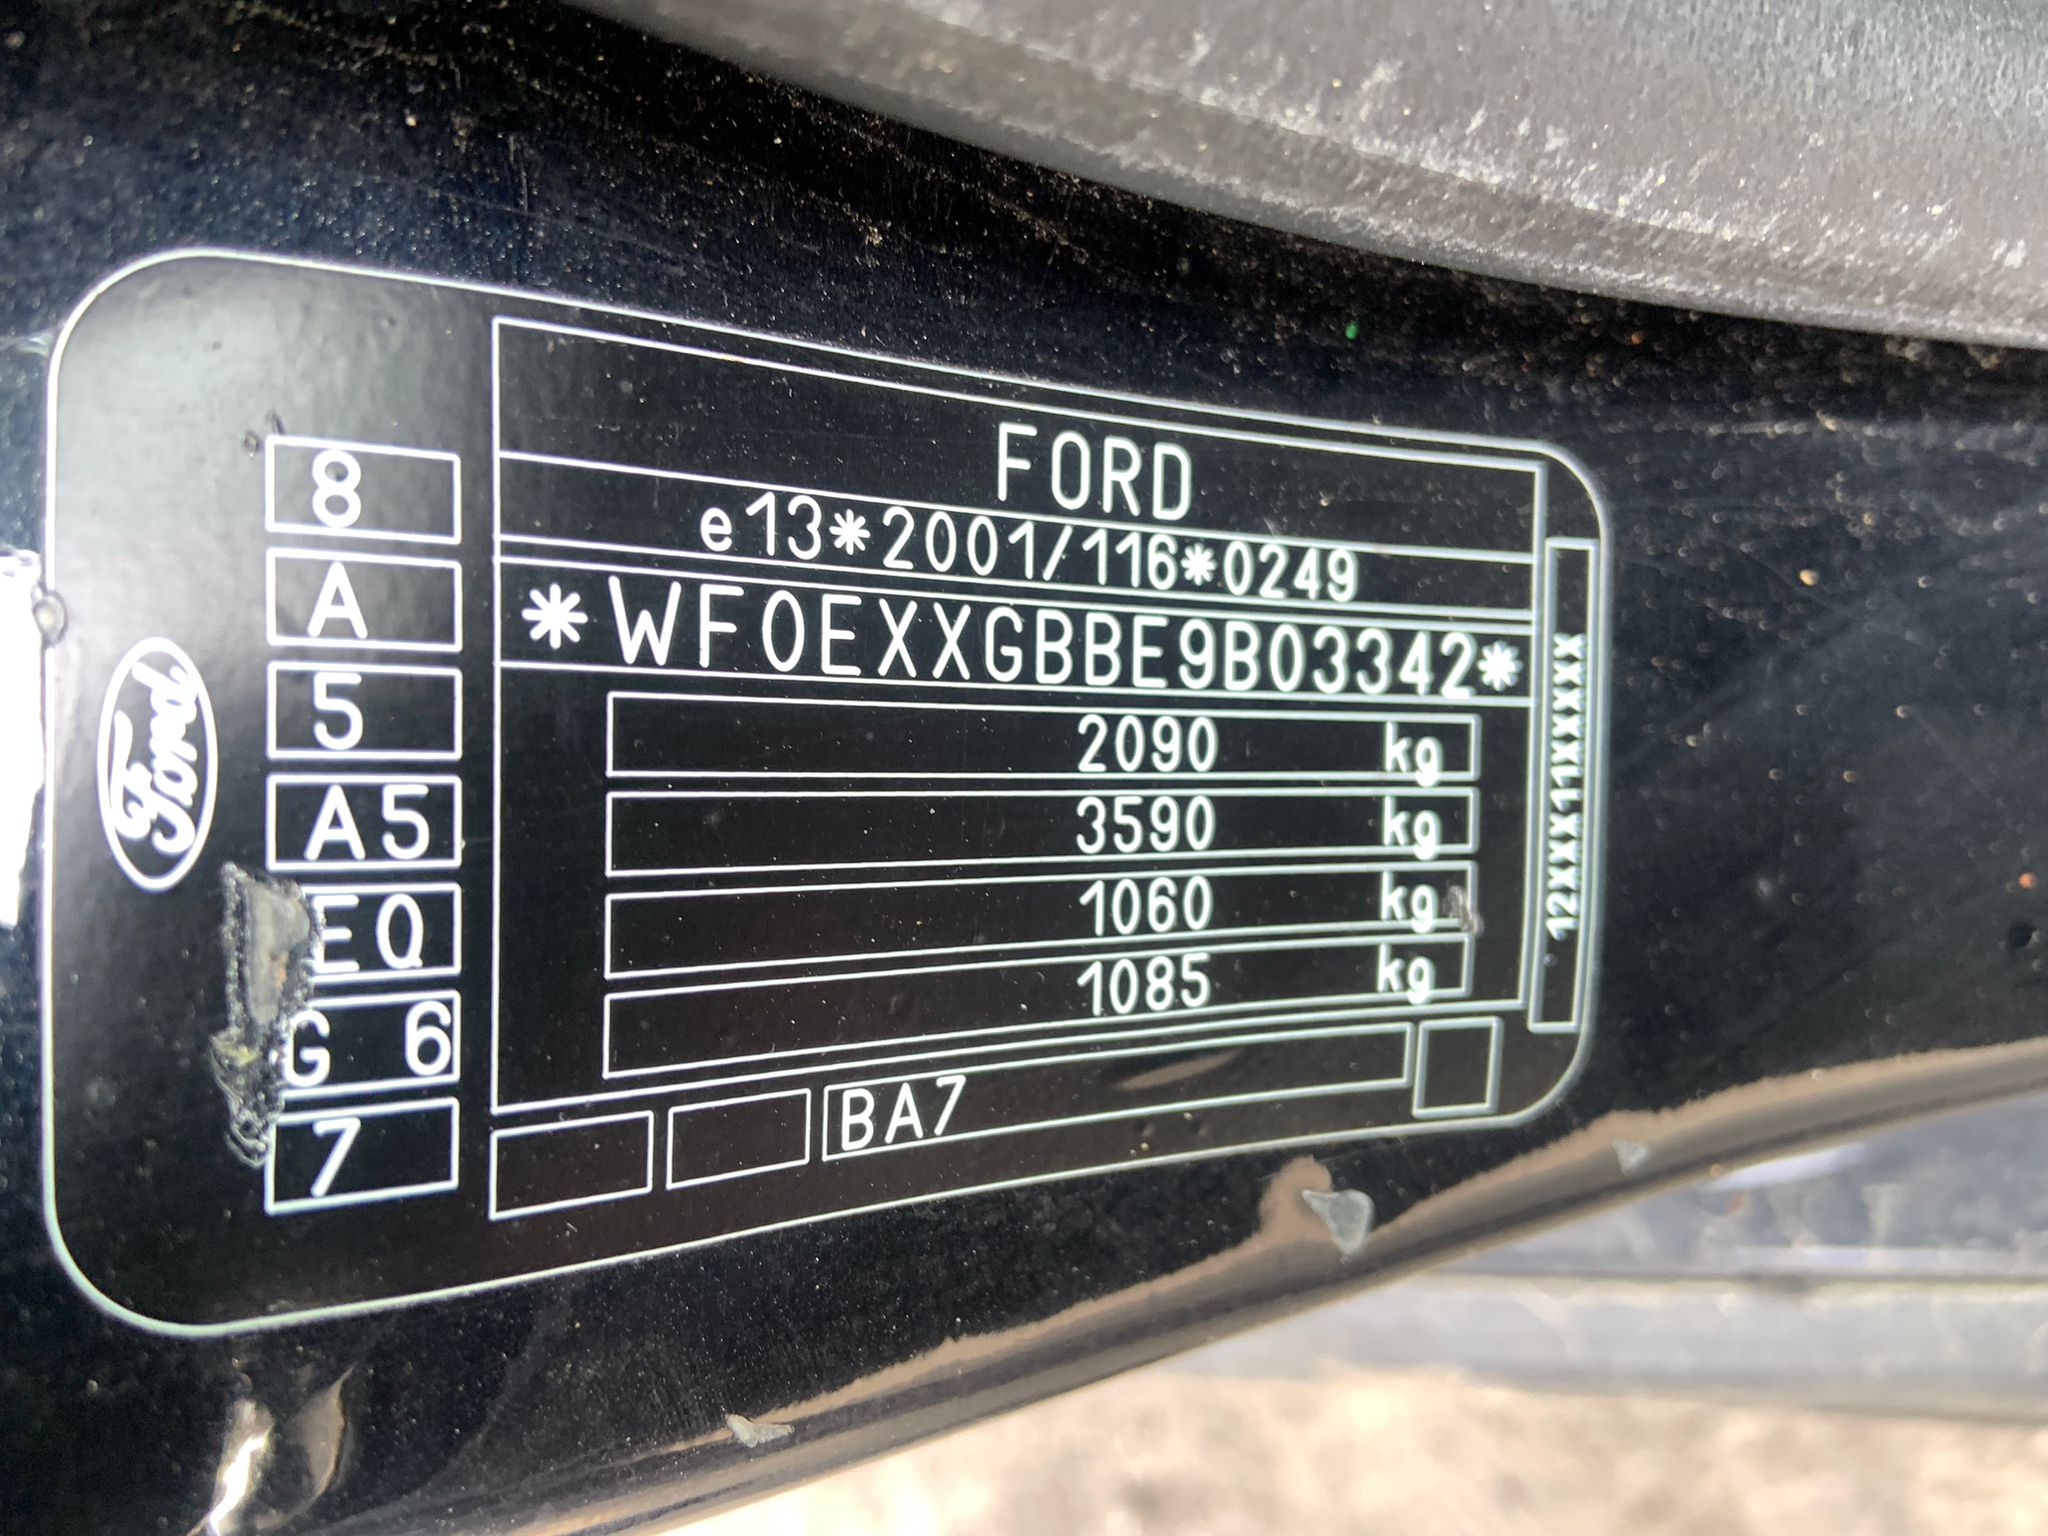 FORD
e13*2001/116*0249
*WF0EXXGBBE9B03342*
2090 kg
3590 kg
1060 kg
1085 kg
BA7
8
A
5
A5
EQ
G 6
7
Ford
12XXX11XXXXX